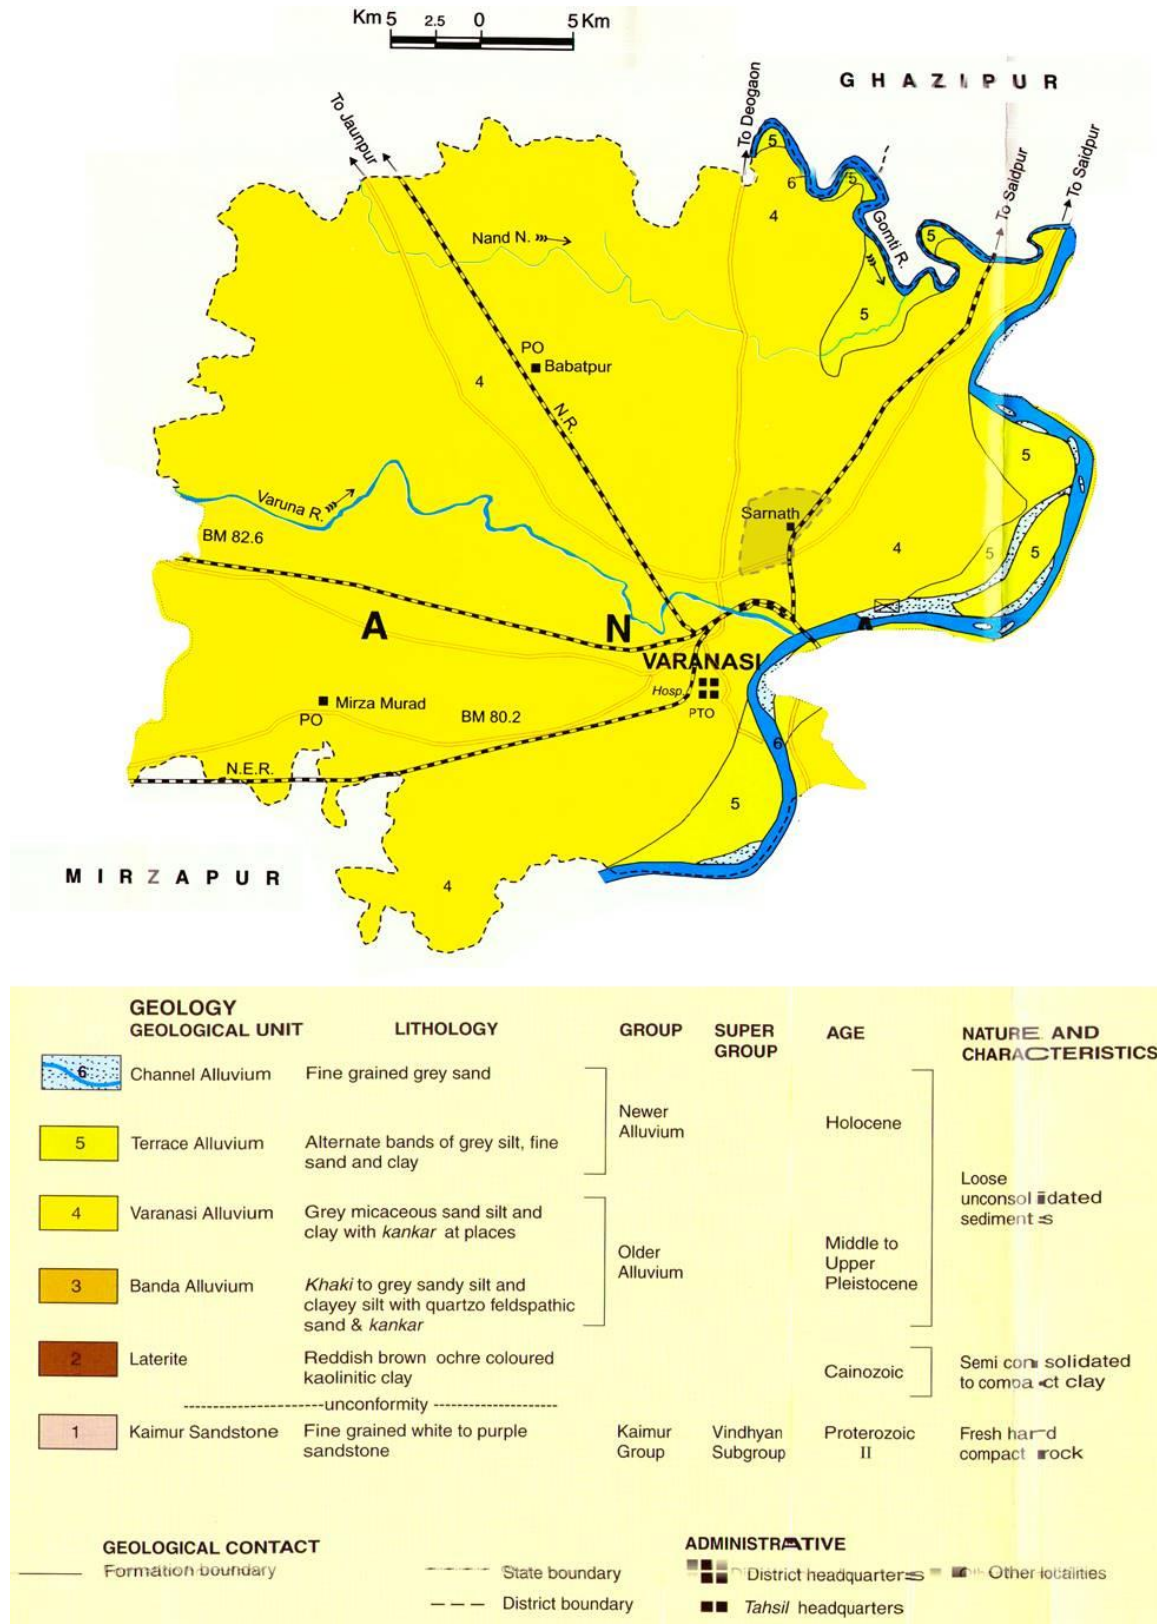 Km 5 2.5 0 5 Km
GHAZIPUR
To Jaunpur
To Deogaon
To Saidpur
To Saidpur
5
6
5
4
Gomti R.
5
Nand N.
5
PO
Babatpur
4
N.R.
5
Varuna R.
Sarnath
BM 82.6
4
5
5
A
N
A
VARANASI
Hosp.
PTO
Mirza Murad
PO
BM 80.2
6
N.E.R.
5
MIRZAPUR
4
GEOLOGY
GEOLOGICAL UNIT LITHOLOGY GROUP SUPER GROUP AGE NATURE AND CHARACTERISTICS
6 Channel Alluvium Fine grained grey sand
Newer Alluvium
Holocene
5 Terrace Alluvium Alternate bands of grey silt, fine sand and clay
Loose unconsolidated sediments
4 Varanasi Alluvium Grey micaceous sand silt and clay with kankar at places
Older Alluvium
Middle to Upper Pleistocene
3 Banda Alluvium Khaki to grey sandy silt and clayey silt with quartzo feldspathic sand & kankar
2 Laterite Reddish brown ochre coloured kaolinitic clay
Cainozoic
Semi consolidated to compact clay
unconformity
1 Kaimur Sandstone Fine grained white to purple sandstone
Kaimur Group
Vindhyan Subgroup
Proterozoic II
Fresh hard compact rock
GEOLOGICAL CONTACT
Formation boundary
State boundary
District boundary
ADMINISTRATIVE
District headquarters
Other localities
Tahsil headquarters